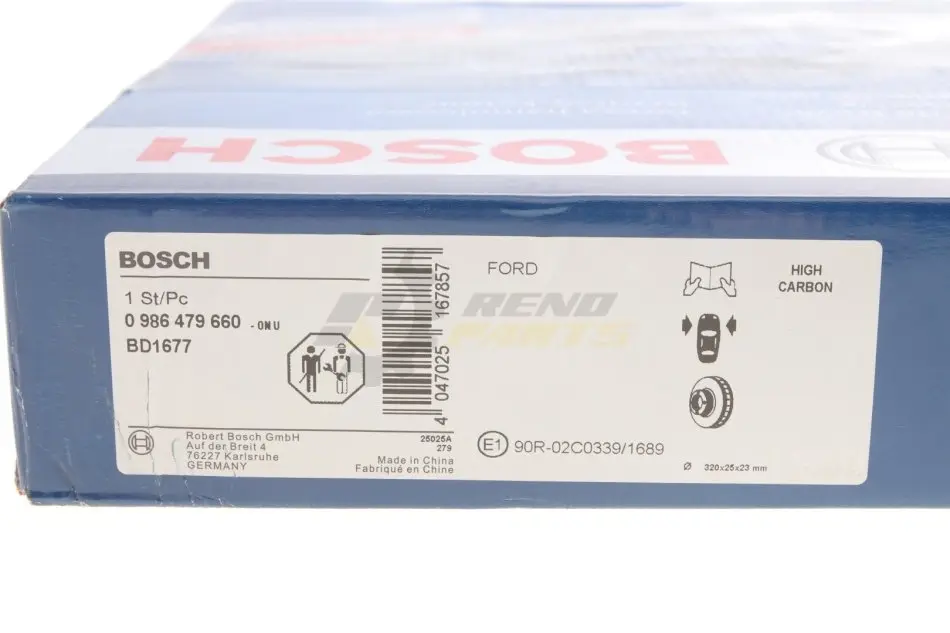 BOSCH
BOSCH
1 St/Pc
0 986 479 660 - 0NU
BD1677
4 047025 167857
FORD
HIGH
CARBON
RENO
PARTS
Robert Bosch GmbH
Auf der Breit 4
76227 Karlsruhe
GERMANY
25025A
279
Made in China
Fabriqué en Chine
E1 90R-02C0339/1689
Ø 320x25x23 mm